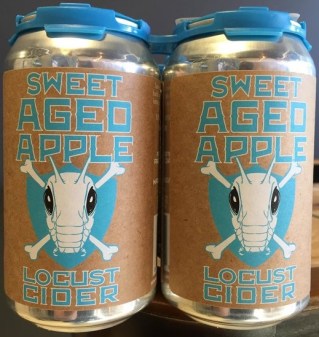 SWEET
AGED
APPLE
LOCUST
CIDER
SWEET
AGED
APPLE
LOCUST
CIDER